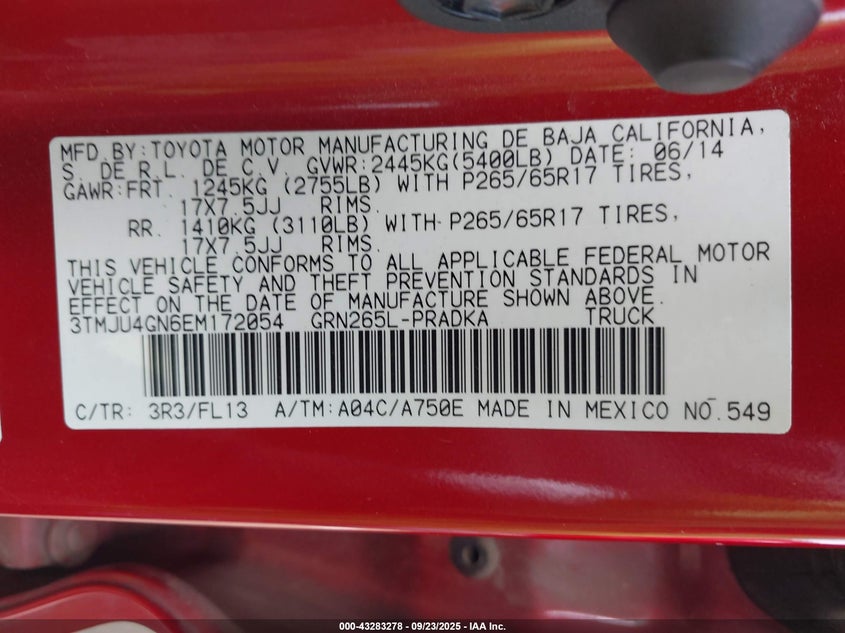 MFD.BY:TOYOTA MOTOR MANUFACTURING DE BAJA CALIFORNIA,
S. DE R.L. DE C.V. GVWR:2445KG(5400LB) DATE: 06/14
GAWR:FRT. 1245KG (2755LB) WITH P265/65R17 TIRES,
17X7.5JJ RIMS.
RR. 1410KG (3110LB) WITH P265/65R17 TIRES,
17X7.5JJ RIMS.
THIS VEHICLE CONFORMS TO ALL APPLICABLE FEDERAL MOTOR
VEHICLE SAFETY AND THEFT PREVENTION STANDARDS IN
EFFECT ON THE DATE OF MANUFACTURE SHOWN ABOVE.
3TMJU4GN6EM172054 GRN265L-PRADKA TRUCK
C/TR: 3R3/FL13 A/TM:A04C/A750E MADE IN MEXICO NO.549
000-43283278 - 09/23/2025 - IAA Inc.